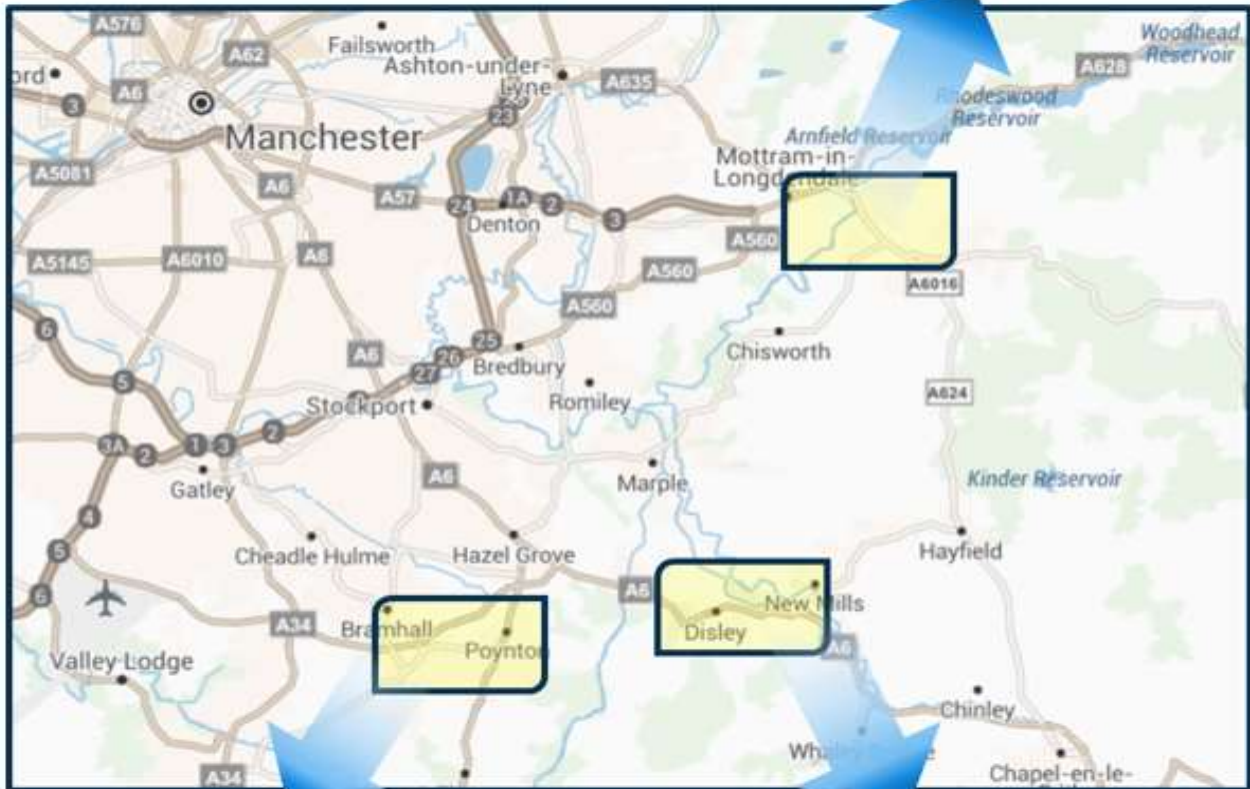 A576
A62
Failsworth
Woodhead
Reservoir
Ashton-under-
Lyne
A635
A628
ord
A6
3
23
Rhodeswood
Reservoir
Manchester
Arnfield Reservoir
Mottram-in-
Longdendale
A5081
A6
A57
24
1A
2
3
Denton
A560
A5145
A6010
A6
A560
A6016
A560
6
25
Chisworth
A6
26
Bredbury
27
5
A624
Romiley
Stockport
3A
2
1
3
2
Marple
A6
Kinder Reservoir
Gatley
4
Hayfield
5
Cheadle Hulme
Hazel Grove
6
A6
New Mills
A34
Bramhall
Disley
Poynton
A6
Valley Lodge
Chinley
A34
Chapel-en-le-